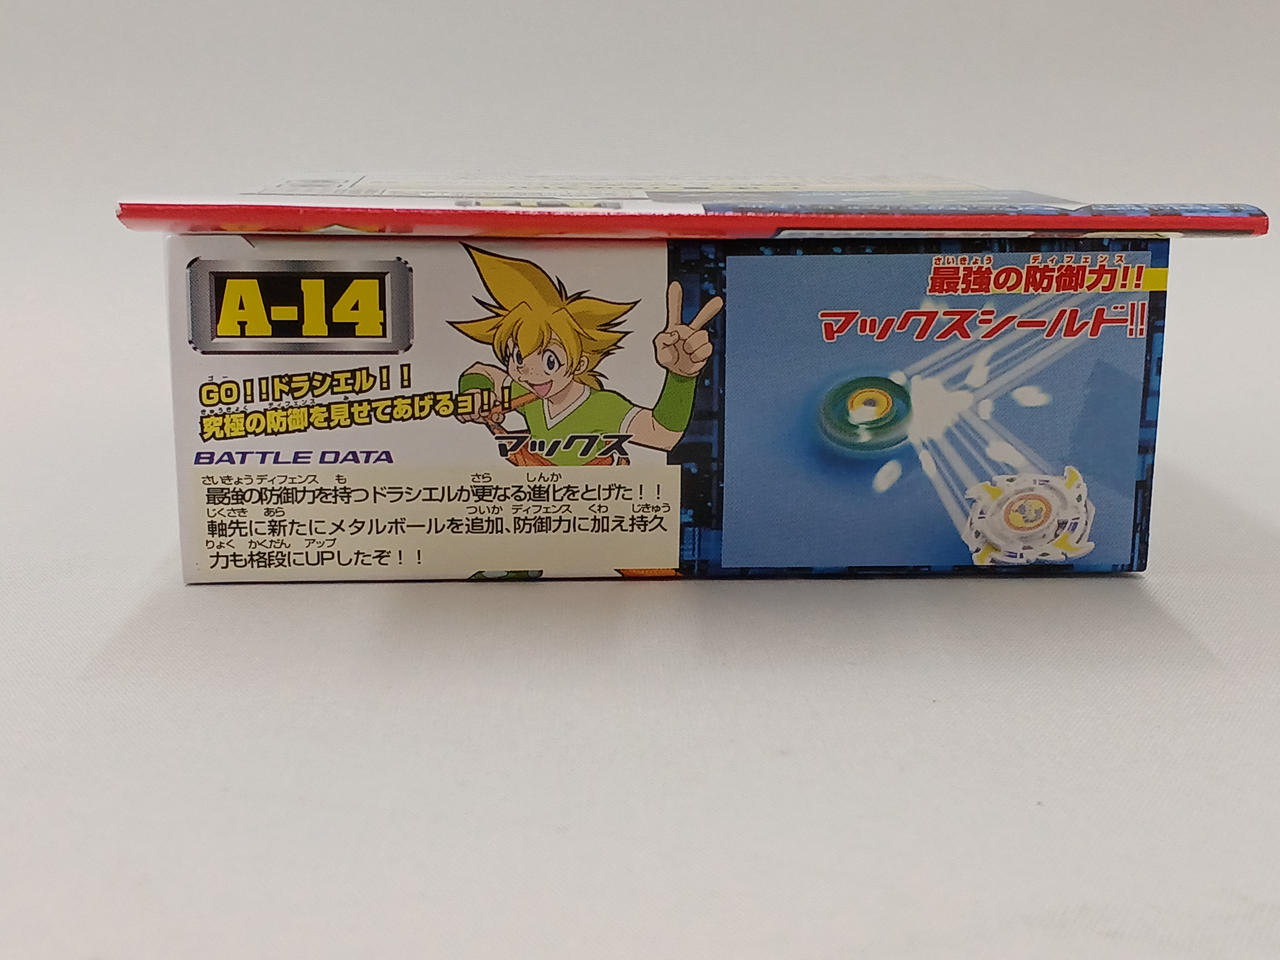 A-14
GO!!ドラシエル!!
究極の防御を見せてあげるョ!!
マックス
BATTLE DATA
最強の防御力を持つドラシエルが更なる進化をとげた!!
軸先に新たにメタルボールを追加、防御力に加え持久
力も格段にUPしたぞ!!
最強の防御力!!
マックスシールド!!